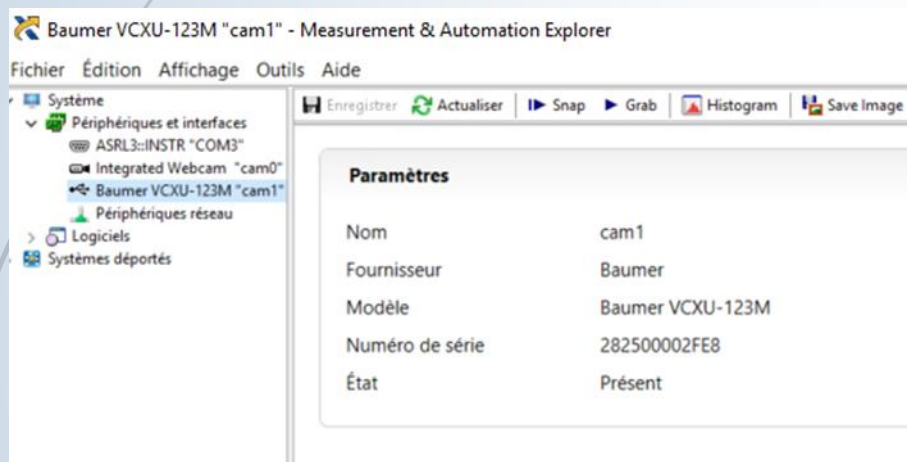 Baumer VCXU-123M "cam1" - Measurement & Automation Explorer
Fichier Édition Affichage Outils Aide
Système
Périphériques et interfaces
ASRL3::INSTR "COM3"
Integrated Webcam "cam0"
Baumer VCXU-123M "cam1"
Périphériques réseau
Logiciels
Systèmes déportés
Enregistrer Actualiser Snap Grab Histogram Save Image
Paramètres
Nom cam1
Fournisseur Baumer
Modèle Baumer VCXU-123M
Numéro de série 282500002FE8
État Présent